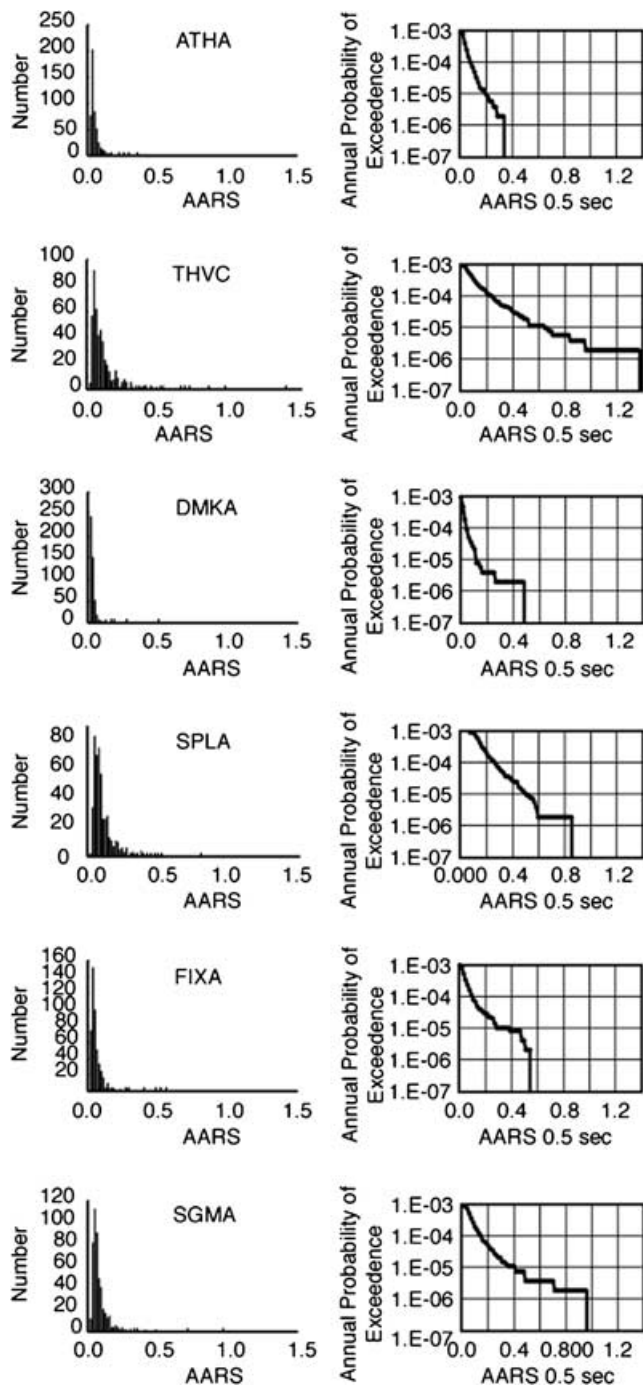 ATHA
Number
250
200
150
100
50
0
0.0 0.5 1.0 1.5
AARS
Annual Probability of
Exceedence
1.E-03
1.E-04
1.E-05
1.E-06
1.E-07
0.0 0.4 0.8 1.2
AARS 0.5 sec
THVC
Number
100
80
60
40
20
0
0.0 0.5 1.0 1.5
AARS
Annual Probability of
Exceedence
1.E-03
1.E-04
1.E-05
1.E-06
1.E-07
0.0 0.4 0.8 1.2
AARS 0.5 sec
DMKA
Number
300
250
200
150
100
50
0
0.0 0.5 1.0 1.5
AARS
Annual Probability of
Exceedence
1.E-03
1.E-04
1.E-05
1.E-06
1.E-07
0.0 0.4 0.8 1.2
AARS 0.5 sec
SPLA
Number
80
60
40
20
0
0.0 0.5 1.0 1.5
AARS
Annual Probability of
Exceedence
1.E-03
1.E-04
1.E-05
1.E-06
1.E-07
0.000 0.4 0.8 1.2
AARS 0.5 sec
FIXA
Number
160
140
120
100
80
60
40
20
0.0 0.5 1.0 1.5
AARS
Annual Probability of
Exceedence
1.E-03
1.E-04
1.E-05
1.E-06
1.E-07
0.0 0.4 0.8 1.2
AARS 0.5 sec
SGMA
Number
120
100
80
60
40
20
0
0.0 0.5 1.0 1.5
AARS
Annual Probability of
Exceedence
1.E-03
1.E-04
1.E-05
1.E-06
1.E-07
0.0 0.4 0.800 1.2
AARS 0.5 sec